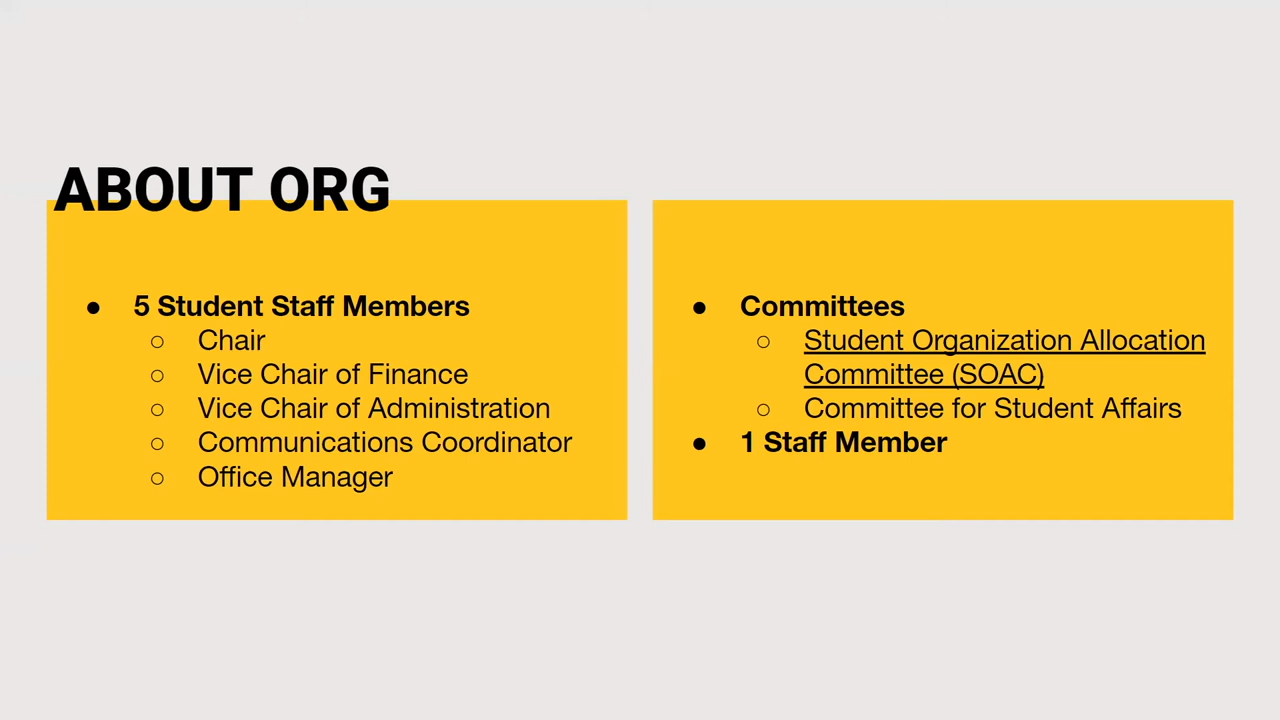 ABOUT ORG
● 5 Student Staff Members
○ Chair
○ Vice Chair of Finance
○ Vice Chair of Administration
○ Communications Coordinator
○ Office Manager
● Committees
○ Student Organization Allocation
Committee (SOAC)
○ Committee for Student Affairs
● 1 Staff Member